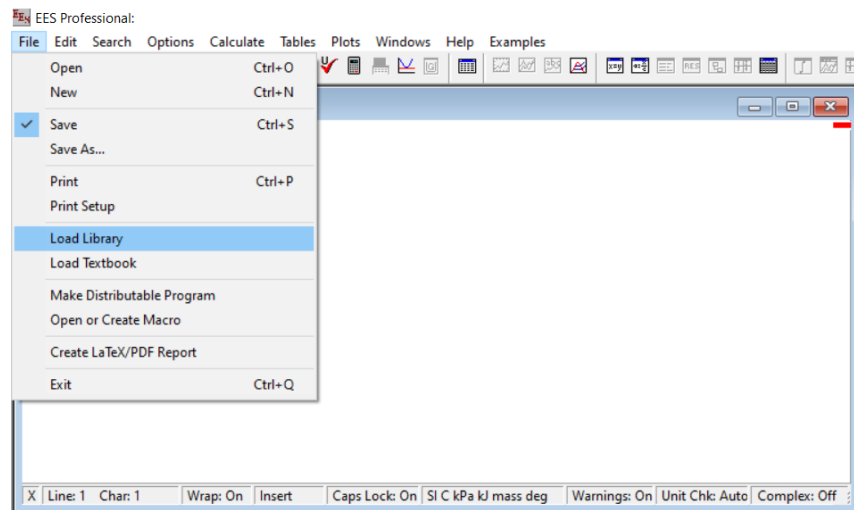 EES Professional:
File Edit Search Options Calculate Tables Plots Windows Help Examples
Open Ctrl+O
New Ctrl+N
Save Ctrl+S
Save As...
Print Ctrl+P
Print Setup
Load Library
Load Textbook
Make Distributable Program
Open or Create Macro
Create LaTeX/PDF Report
Exit Ctrl+Q
X Line: 1 Char: 1 Wrap: On Insert Caps Lock: On SI C kPa kJ mass deg Warnings: On Unit Chk: Auto Complex: Off